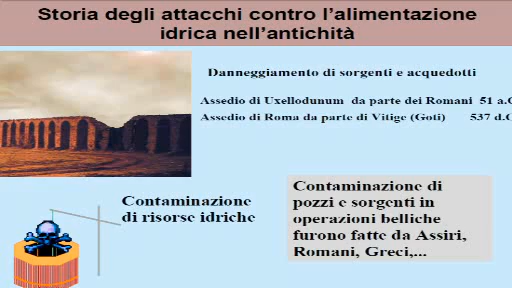 Storia degli attacchi contro l'alimentazione
idrica nell'antichità
Danneggiamento di sorgenti e acquedotti
Assedio di Uxellodunum da parte dei Romani 51 a.C
Assedio di Roma da parte di Vitige (Goti) 537 d.C
Contaminazione
di risorse idriche
Contaminazione di
pozzi e sorgenti in
operazioni belliche
furono fatte da Assiri,
Romani, Greci,...